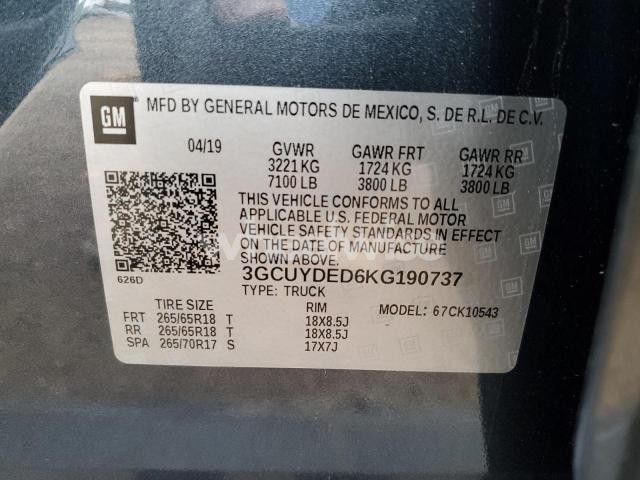 GM
MFD BY GENERAL MOTORS DE MEXICO, S. DE R.L. DE C.V.
04/19 GVWR GAWR FRT GAWR RR
3221 KG 1724 KG 1724 KG
7100 LB 3800 LB 3800 LB
THIS VEHICLE CONFORMS TO ALL
APPLICABLE U.S. FEDERAL MOTOR
VEHICLE SAFETY STANDARDS IN EFFECT
ON THE DATE OF MANUFACTURE
SHOWN ABOVE.
626D 3GCUYDED6KG190737
TYPE: TRUCK
TIRE SIZE RIM MODEL: 67CK10543
FRT 265/65R18 T 18X8.5J
RR 265/65R18 T 18X8.5J
SPA 265/70R17 S 17X7J